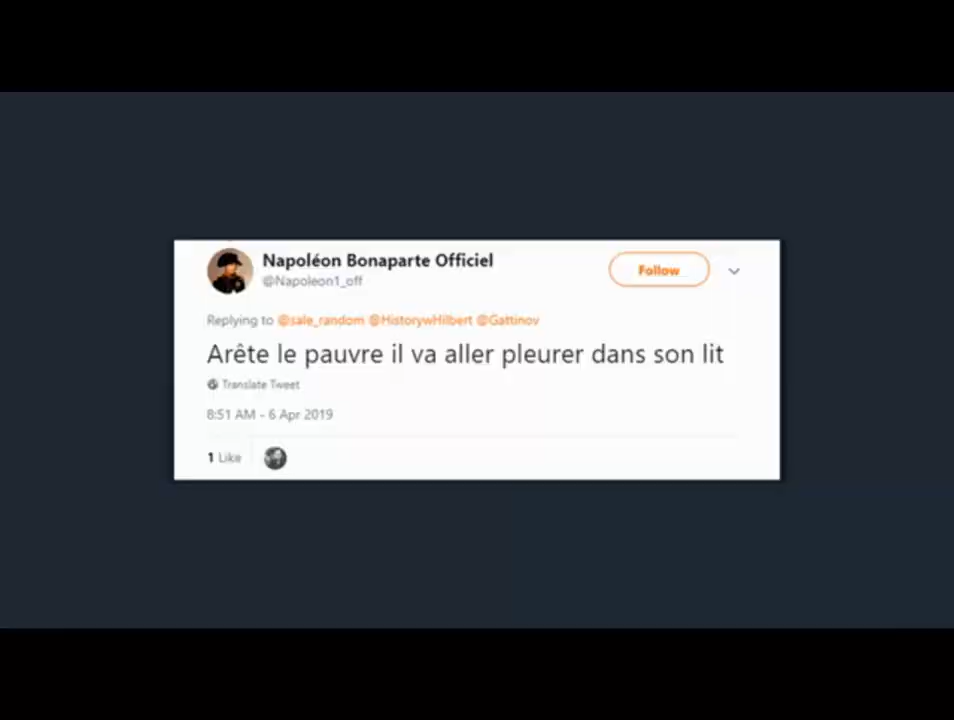 Napoléon Bonaparte Officiel
@Napoleon1_off
Follow
Replying to @sale_random @HistorywHilbert @Gattinov
Arête le pauvre il va aller pleurer dans son lit
Translate Tweet
8:51 AM - 6 Apr 2019
1 Like